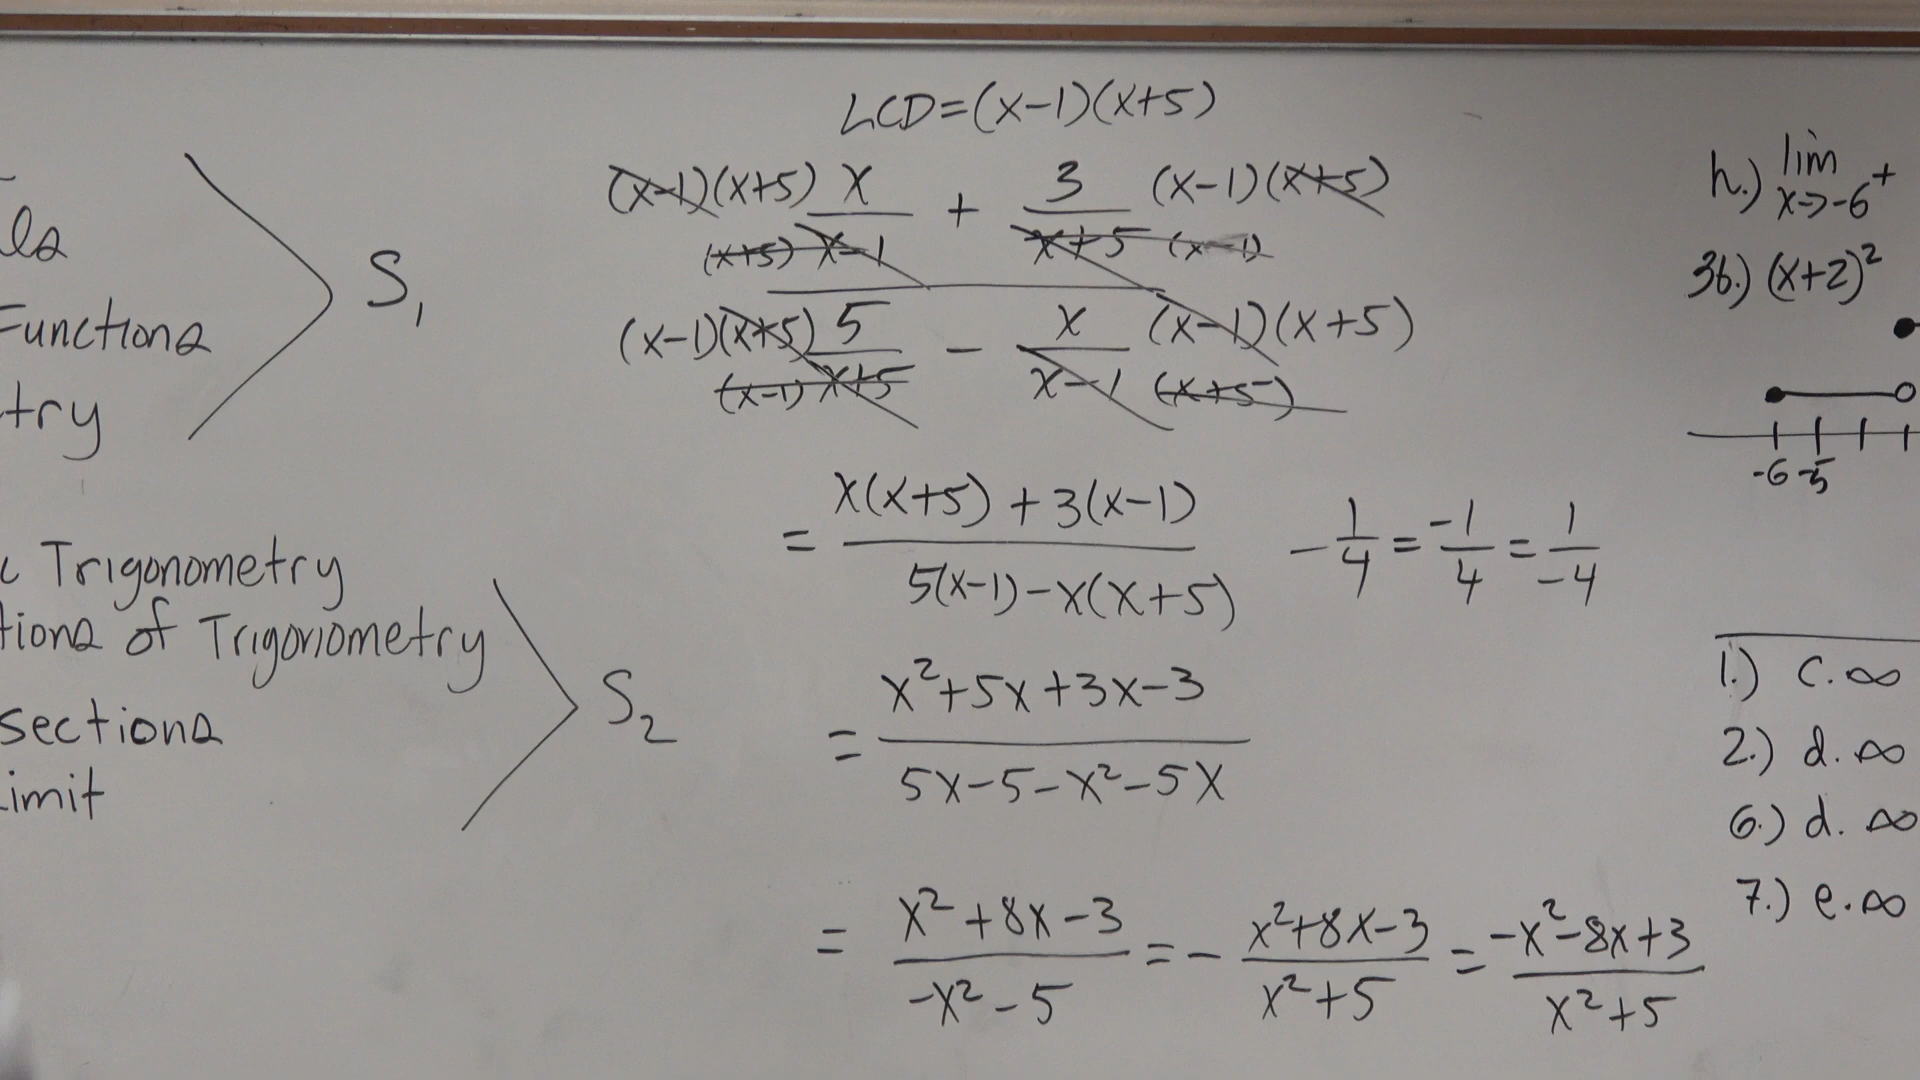 LCD=(x-1)(x+5)
(x-1)(x+5) x + 3 (x-1)(x+5)
(x+5) x-1 x+5 (x-1)
(x-1)(x+5) 5 - x (x-1)(x+5)
(x-1) x+5 x-1 (x+5)
= x(x+5)+3(x-1)
5(x-1)-x(x+5)
-1/4 = -1/4 = 1/-4
= x²+5x+3x-3
5x-5-x²-5x
= x²+8x-3 / -x²-5 = - x²+8x-3 / x²+5 = -x²-8x+3 / x²+5
Functions
try
S₁
Trigonometry
tions of Trigonometry
sections
imit
S₂
h.) lim x->-6⁺
3b.) (x+2)²
-6 -5
1.) c. ∞
2.) d. ∞
6.) d. ∞
7.) e. ∞